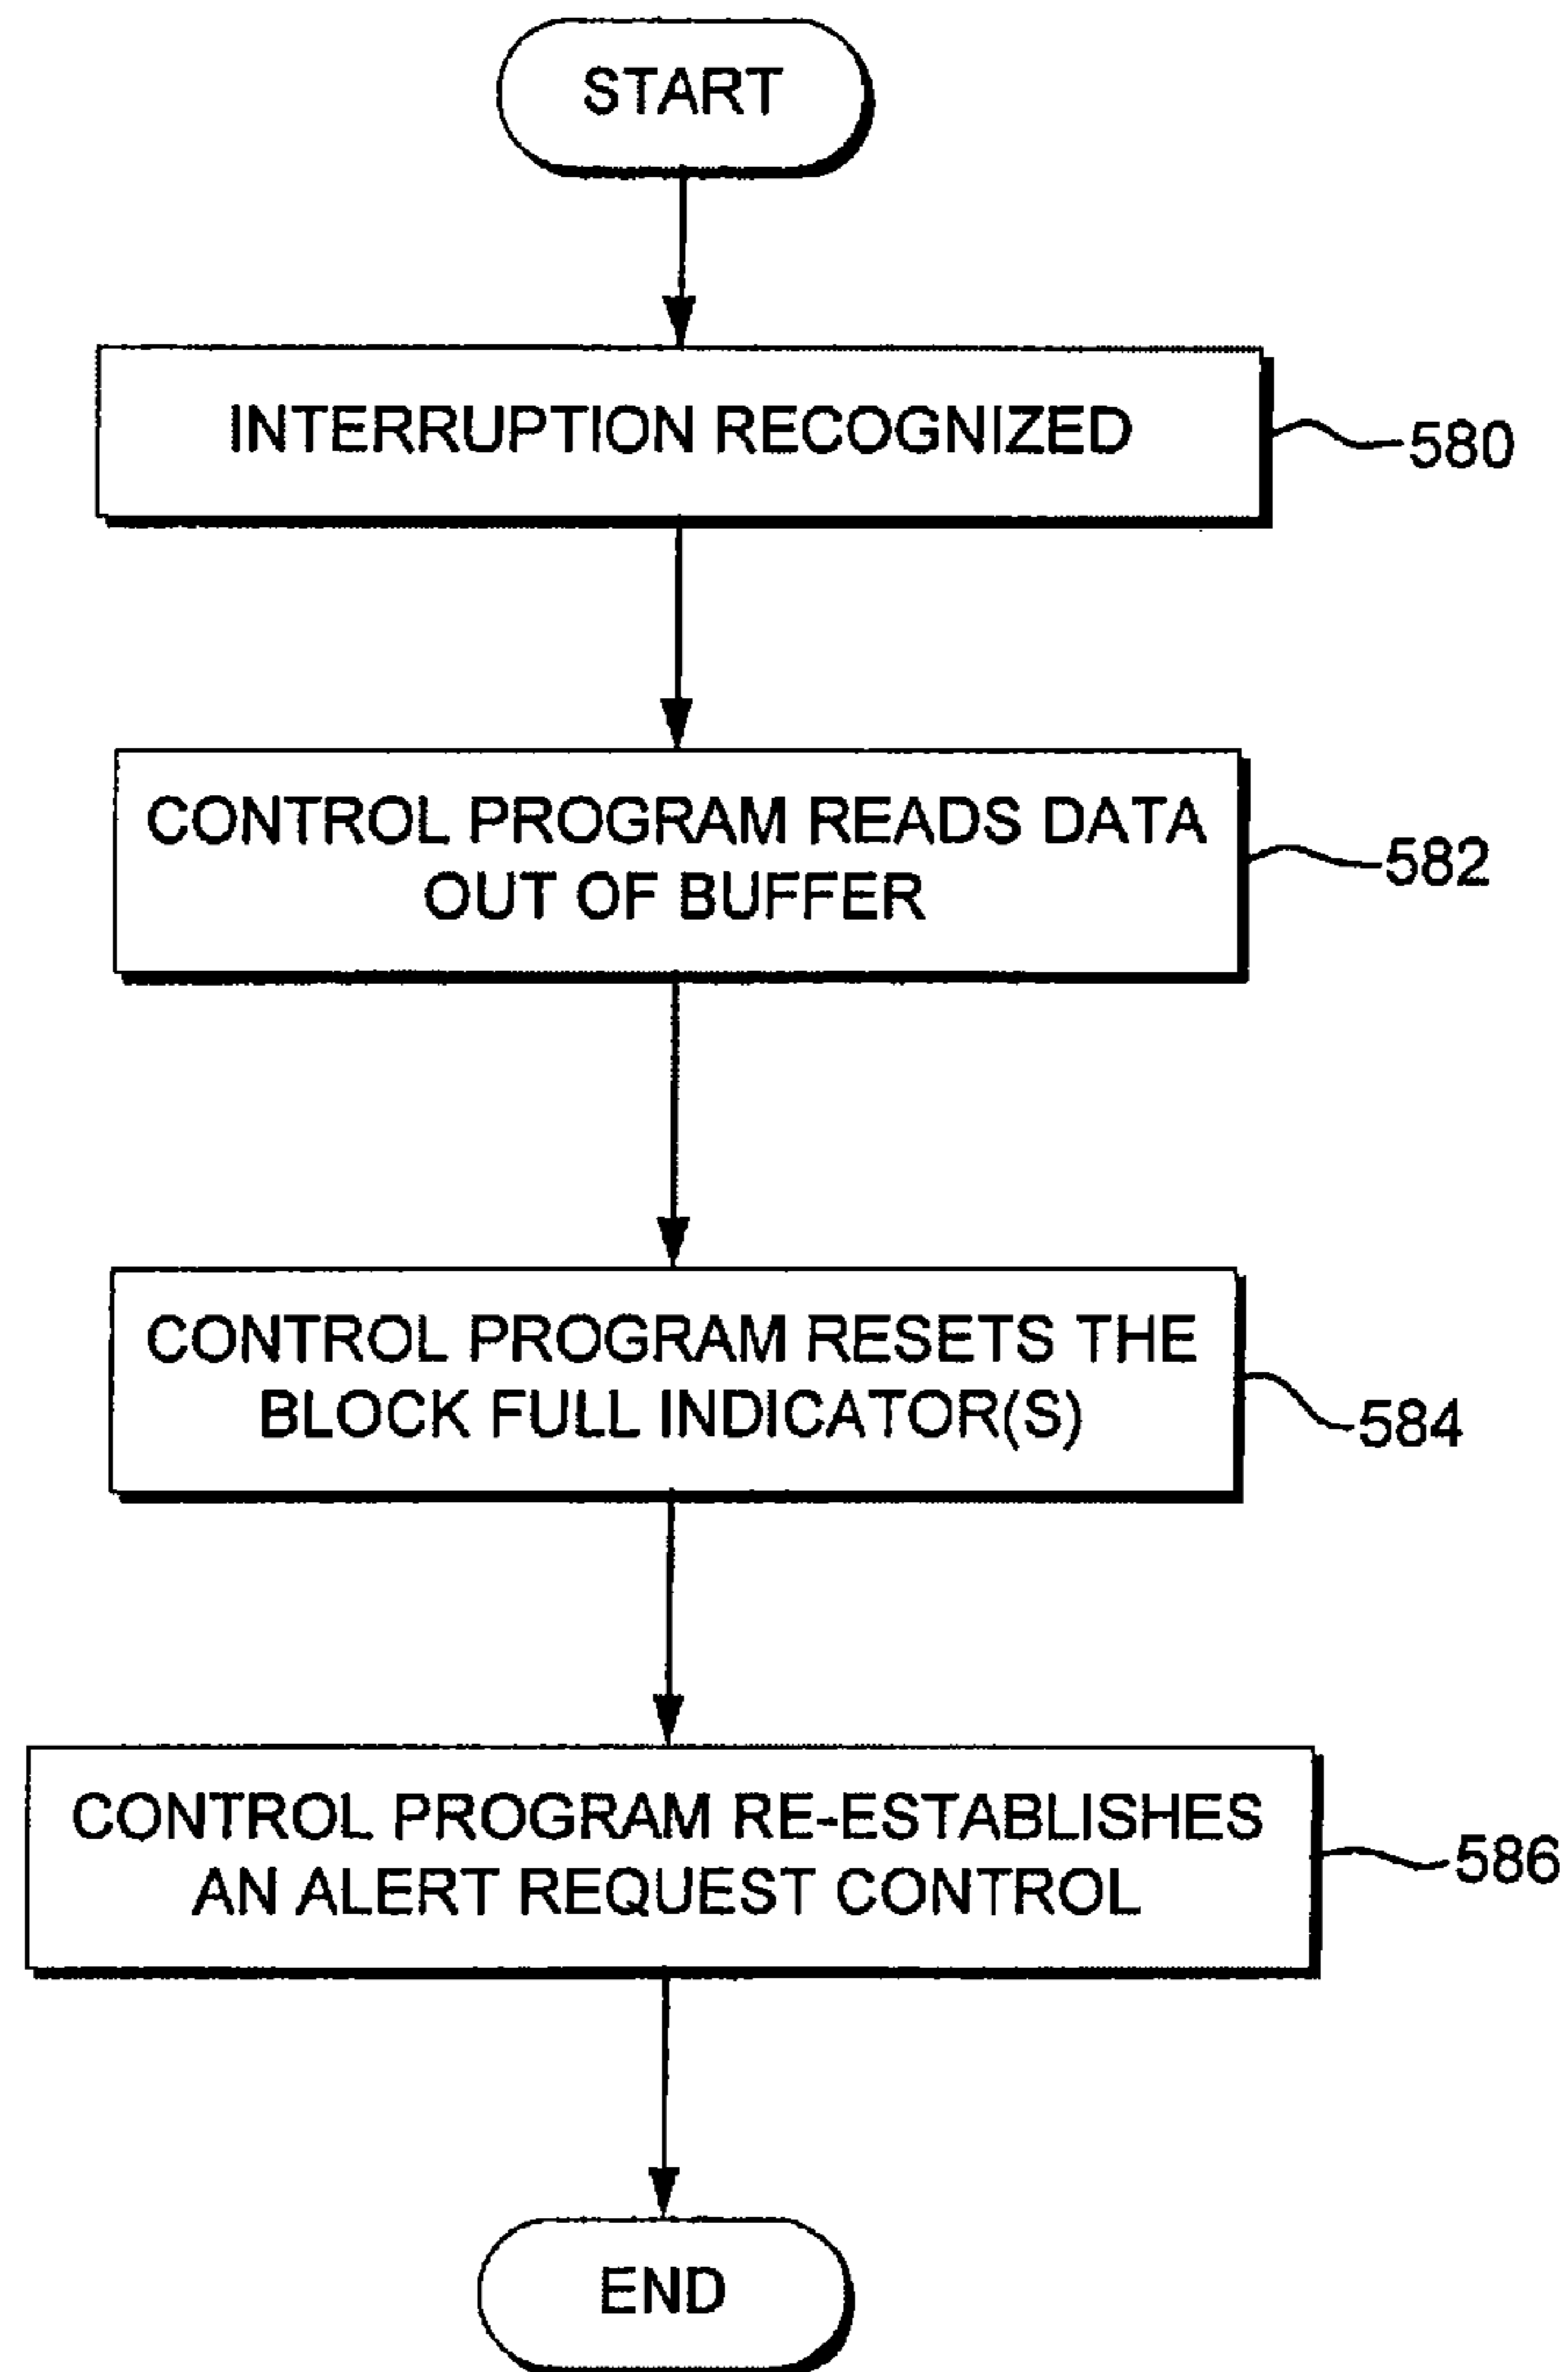 START
INTERRUPTION RECOGNIZED
580
CONTROL PROGRAM READS DATA
OUT OF BUFFER
582
CONTROL PROGRAM RESETS THE
BLOCK FULL INDICATOR(S)
584
CONTROL PROGRAM RE-ESTABLISHES
AN ALERT REQUEST CONTROL
586
END